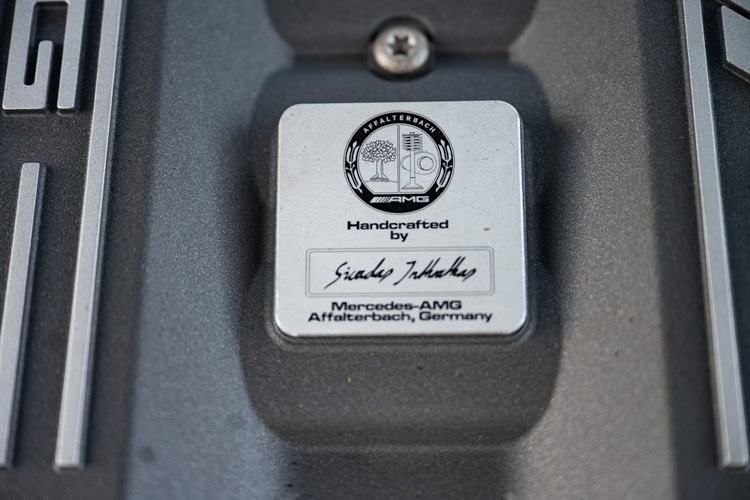 G
AFFALTERBACH
AMG
Handcrafted
by
Mercedes-AMG
Affalterbach, Germany